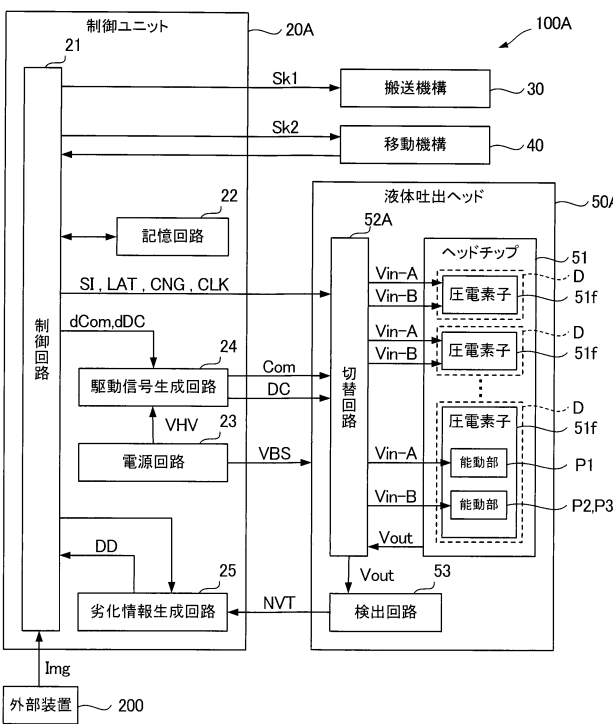 制御ユニット
20A
100A
21
Sk1
搬送機構
30
Sk2
移動機構
40
液体吐出ヘッド
50A
22
記憶回路
52A
ヘッドチップ
51
SI , LAT , CNG , CLK
Vin-A
Vin-B
圧電素子
D
51f
制御回路
dCom,dDC
24
駆動信号生成回路
Com
DC
切替回路
Vin-A
Vin-B
圧電素子
D
51f
VHV
23
電源回路
VBS
圧電素子
D
51f
Vin-A
能動部
P1
Vin-B
能動部
P2,P3
Vout
DD
25
劣化情報生成回路
NVT
Vout
53
検出回路
Img
外部装置
200